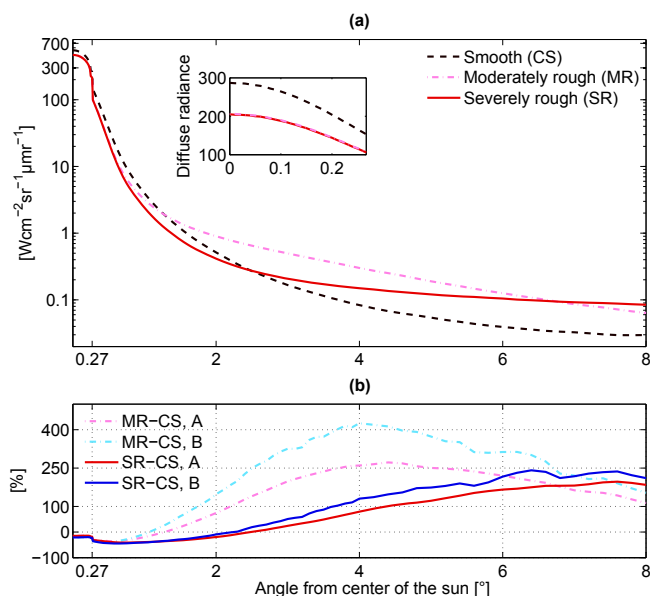 (a)
700
300
100
10
1
0.1
[Wcm−2sr−1µmr−1]
Smooth (CS)
Moderately rough (MR)
Severely rough (SR)
Diffuse radiance
300
200
100
0 0.1 0.2
0.27 2 4 6 8
(b)
MR−CS, A
MR−CS, B
SR−CS, A
SR−CS, B
[%]
400
250
100
0
−100
0.27 2 4 6 8
Angle from center of the sun [°]